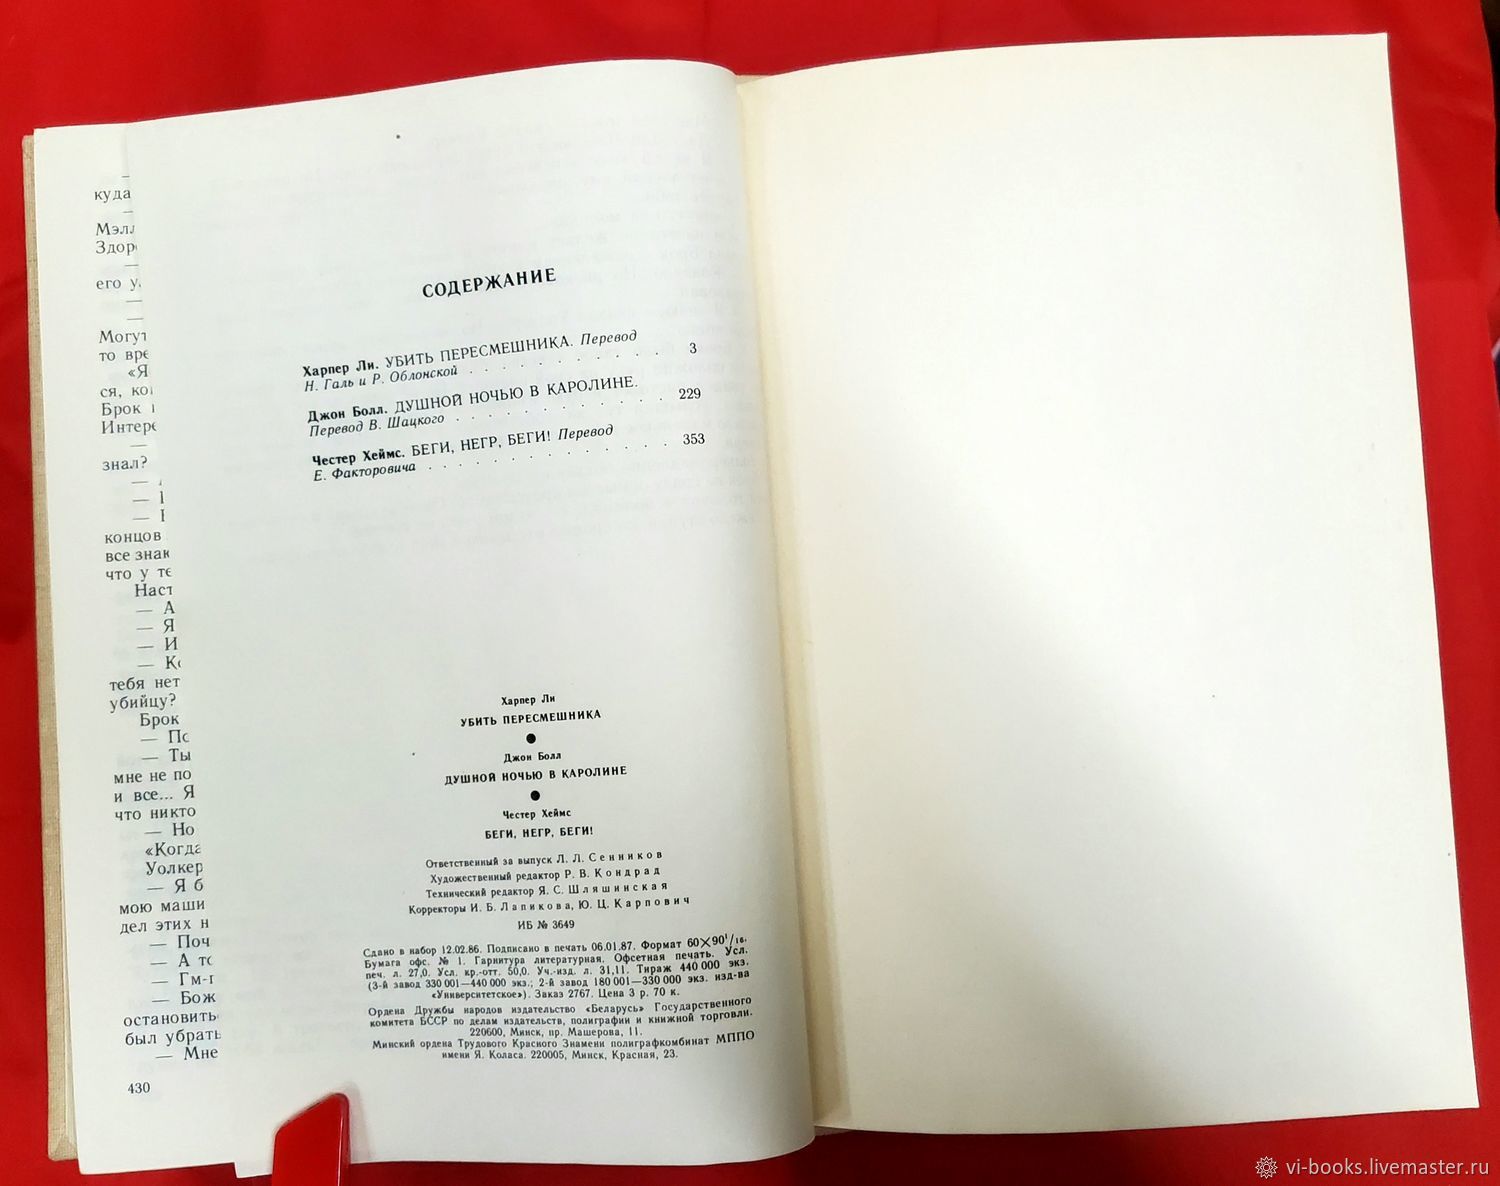 куда
Мэлл
Здоро
его у
Могут
то вре
«Я
ся, ко
Брок
Интере
знал?
концов
все знак
что у те
Наст
— А
— Я
— И
— Ко
тебя нет
убийцу?
Брок
— По
— Ты
мне не по
и все... Я
что никто
— Но
«Когда
Уолкер
— Я б
мою маши
дел этих н
— Поч
— А то
— Гм-г
— Бож
остановить
был убрать
— Мне
430
СОДЕРЖАНИЕ
Харпер Ли. УБИТЬ ПЕРЕСМЕШНИКА. Перевод
Н. Галь и Р. Облонской . . . . . . . . . . 3
Джон Болл. ДУШНОЙ НОЧЬЮ В КАРОЛИНЕ.
Перевод В. Шацкого . . . . . . . . . . . 229
Честер Хеймс. БЕГИ, НЕГР, БЕГИ! Перевод
Е. Факторовича . . . . . . . . . . . . . 353
Харпер Ли
УБИТЬ ПЕРЕСМЕШНИКА
●
Джон Болл
ДУШНОЙ НОЧЬЮ В КАРОЛИНЕ
●
Честер Хеймс
БЕГИ, НЕГР, БЕГИ!
Ответственный за выпуск Л. Л. Сенников
Художественный редактор Р. В. Кондрад
Технический редактор Я. С. Шляшинская
Корректоры И. Б. Лапикова, Ю. Ц. Карпович
ИБ № 3649
Сдано в набор 12.02.86. Подписано в печать 06.01.87. Формат 60×90¹/₁₆.
Бумага офс. № 1. Гарнитура литературная. Офсетная печать. Усл.
печ. л. 27,0. Усл. кр.-отт. 50,0. Уч.-изд. л. 31,11. Тираж 440 000 экз.
(3-й завод 330 001—440 000 экз.; 2-й завод 180 001—330 000 экз. изд-ва
«Университетское»). Заказ 2767. Цена 3 р. 70 к.
Ордена Дружбы народов издательство «Беларусь» Государственного
комитета БССР по делам издательств, полиграфии и книжной торговли.
220600, Минск, пр. Машерова, 11.
Минский ордена Трудового Красного Знамени полиграфкомбинат МППО
имени Я. Коласа. 220005, Минск, Красная, 23.
vi-books.livemaster.ru